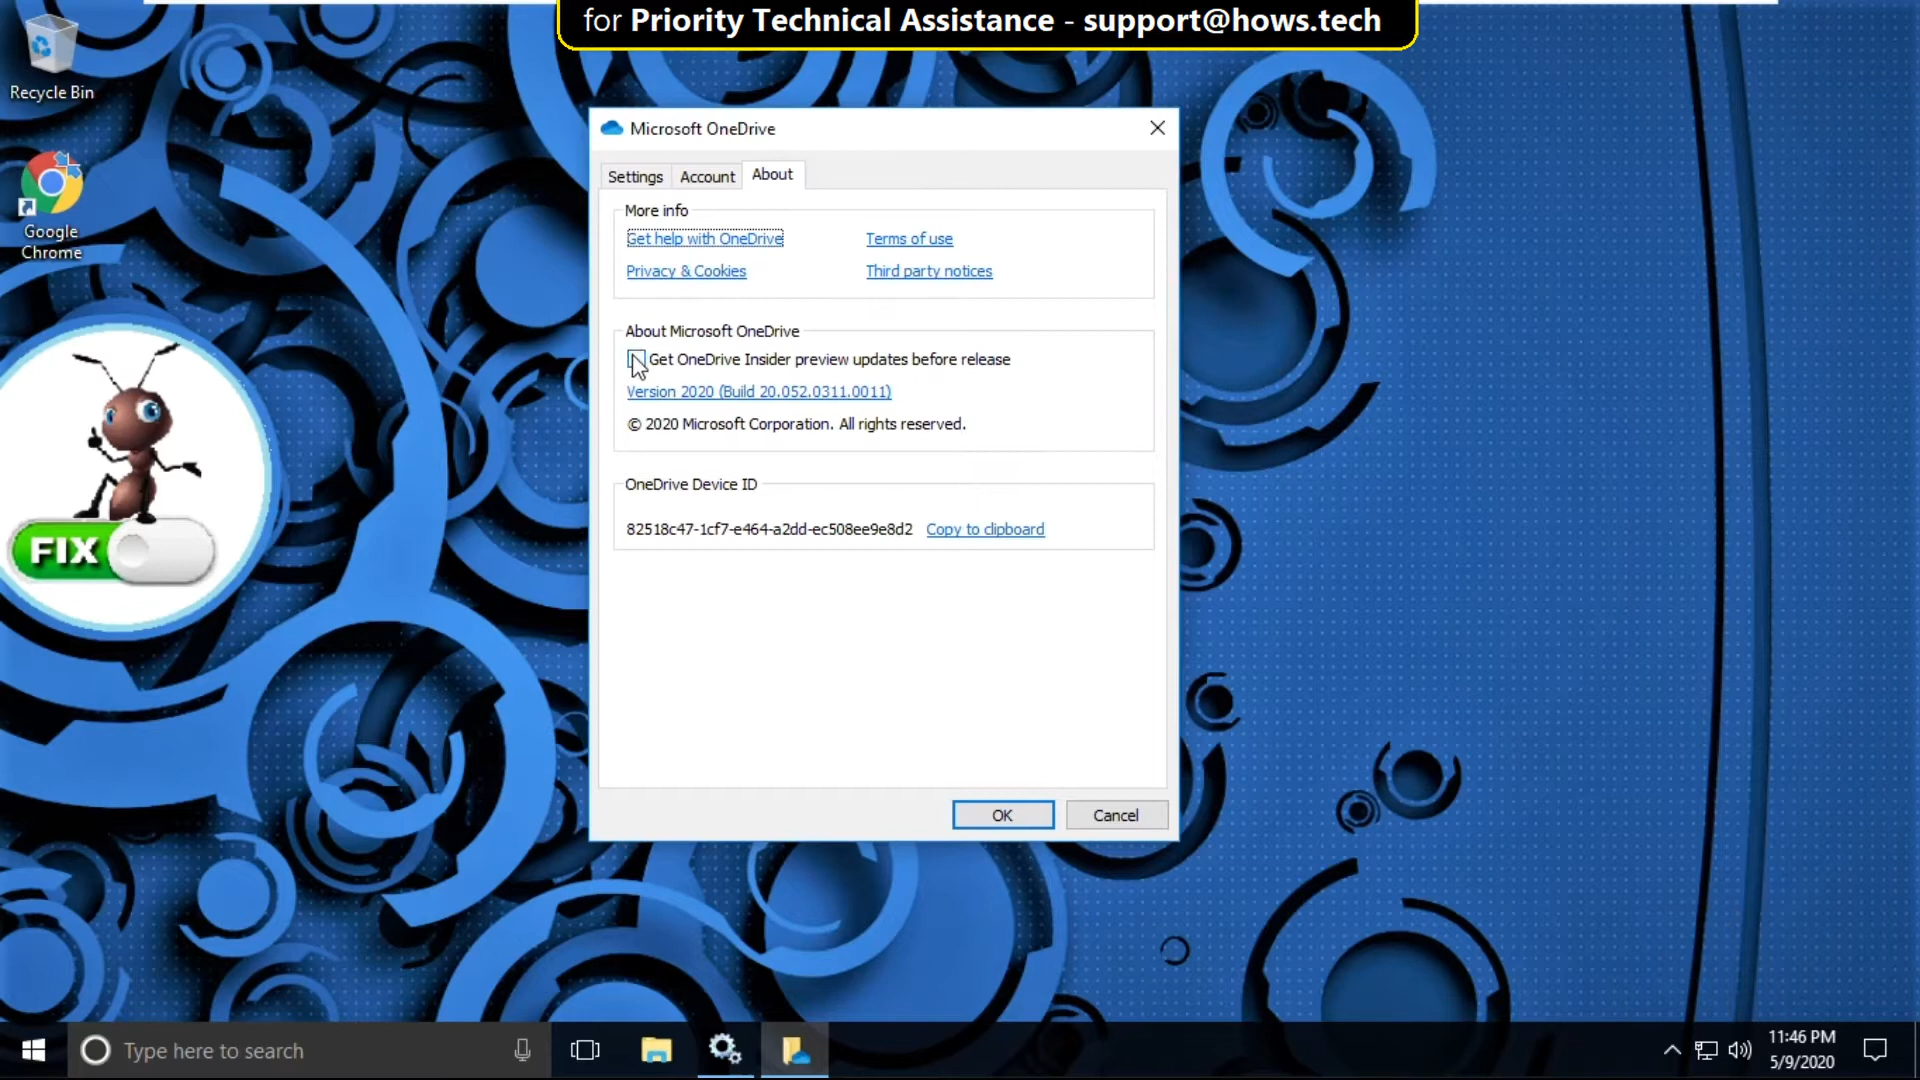 for Priority Technical Assistance - support@hows.tech
Recycle Bin
Google
Chrome
FIX
Microsoft OneDrive
Settings
Account
About
More info
Get help with OneDrive
Terms of use
Privacy & Cookies
Third party notices
About Microsoft OneDrive
Get OneDrive Insider preview updates before release
Version 2020 (Build 20.052.0311.0011)
© 2020 Microsoft Corporation. All rights reserved.
OneDrive Device ID
82518c47-1cf7-e464-a2dd-ec508ee9e8d2
Copy to clipboard
OK
Cancel
Type here to search
11:46 PM
5/9/2020